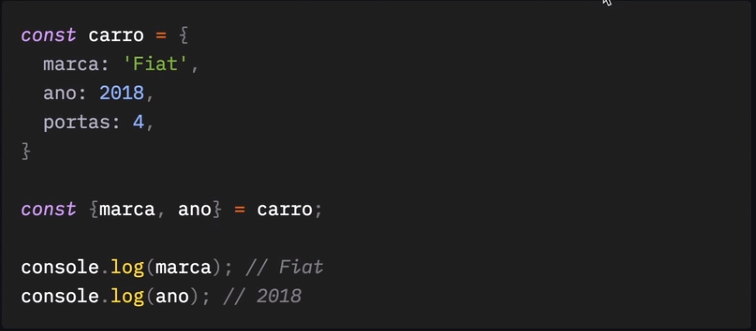 const carro = {
  marca: 'Fiat',
  ano: 2018,
  portas: 4,
}
const {marca, ano} = carro;
console.log(marca); // Fiat
console.log(ano); // 2018